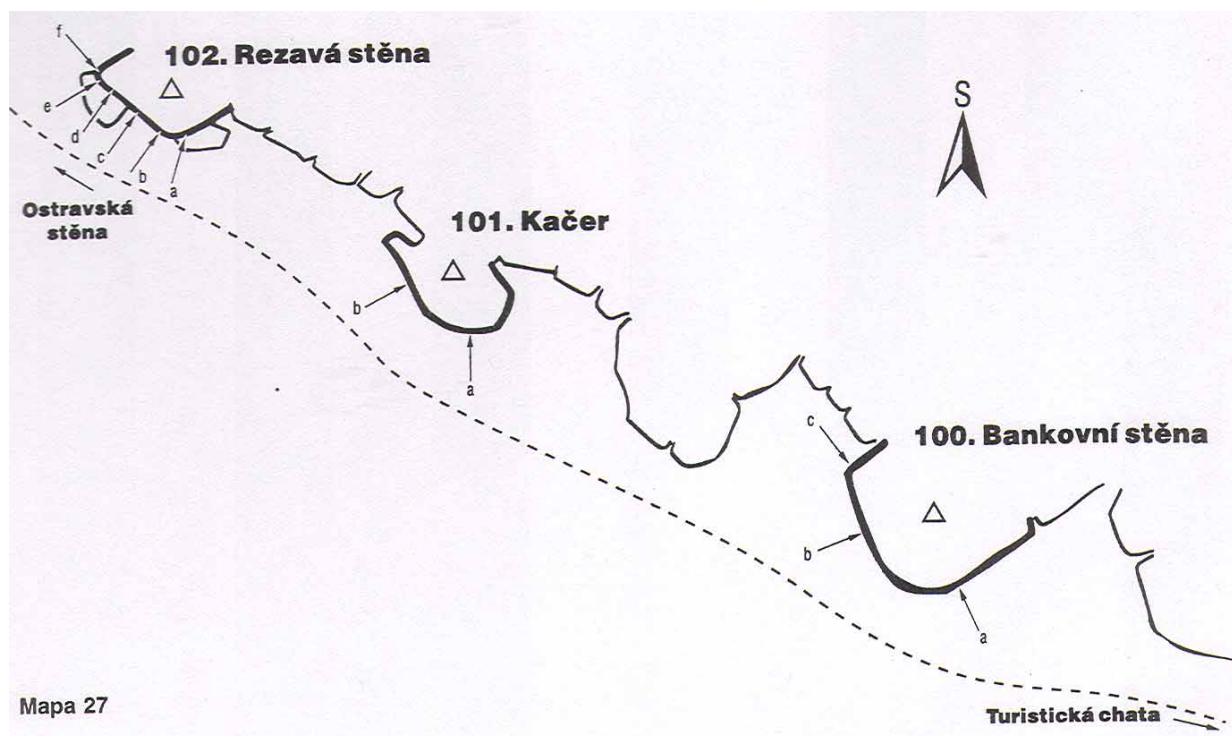 f
102. Rezavá stěna
e
d
c
b
a
Ostravská
stěna
S
101. Kačer
b
a
c
100. Bankovní stěna
b
a
Mapa 27
Turistická chata